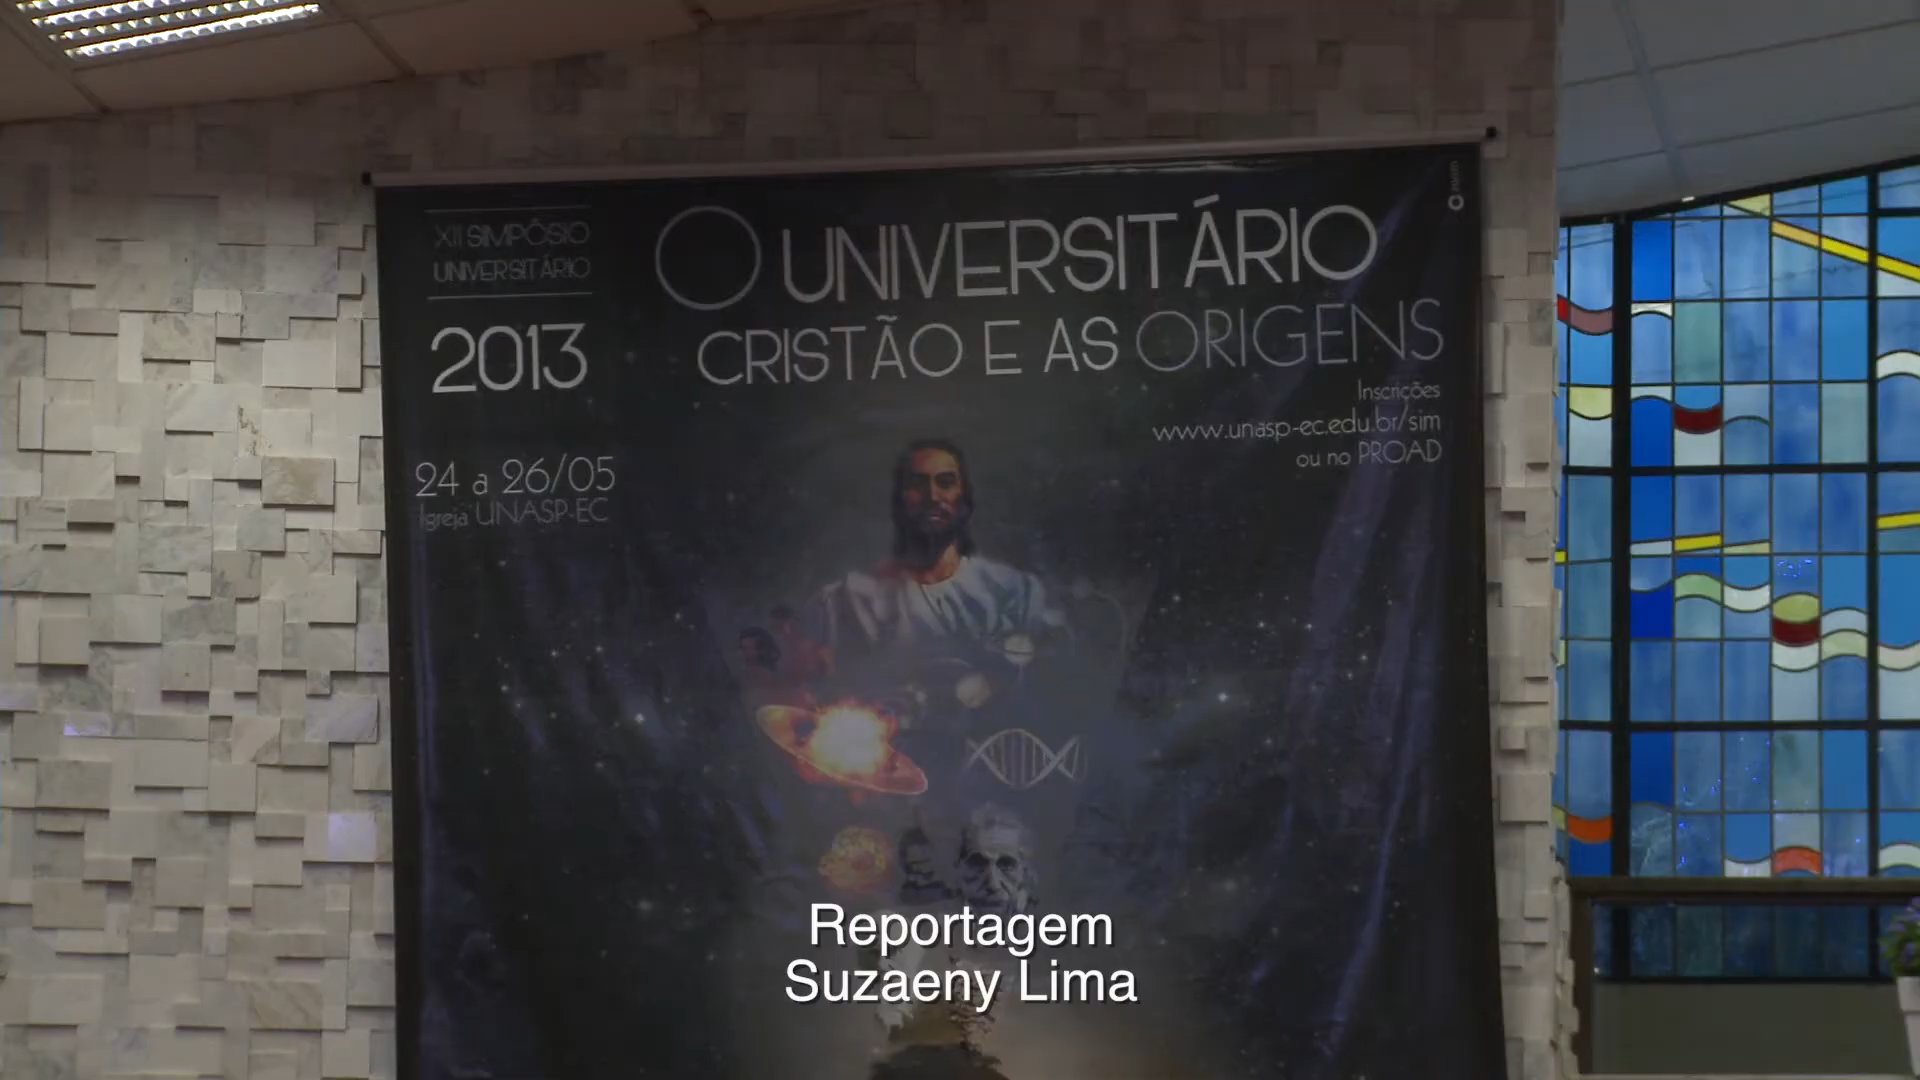 XII SIMPÓSIO
UNIVERSITÁRIO
2013
24 a 26/05
Igreja UNASP-EC
O UNIVERSITÁRIO
CRISTÃO E AS ORIGENS
Inscrições
www.unasp-ec.edu.br/sim
ou no PROAD
Reportagem
Suzaeny Lima